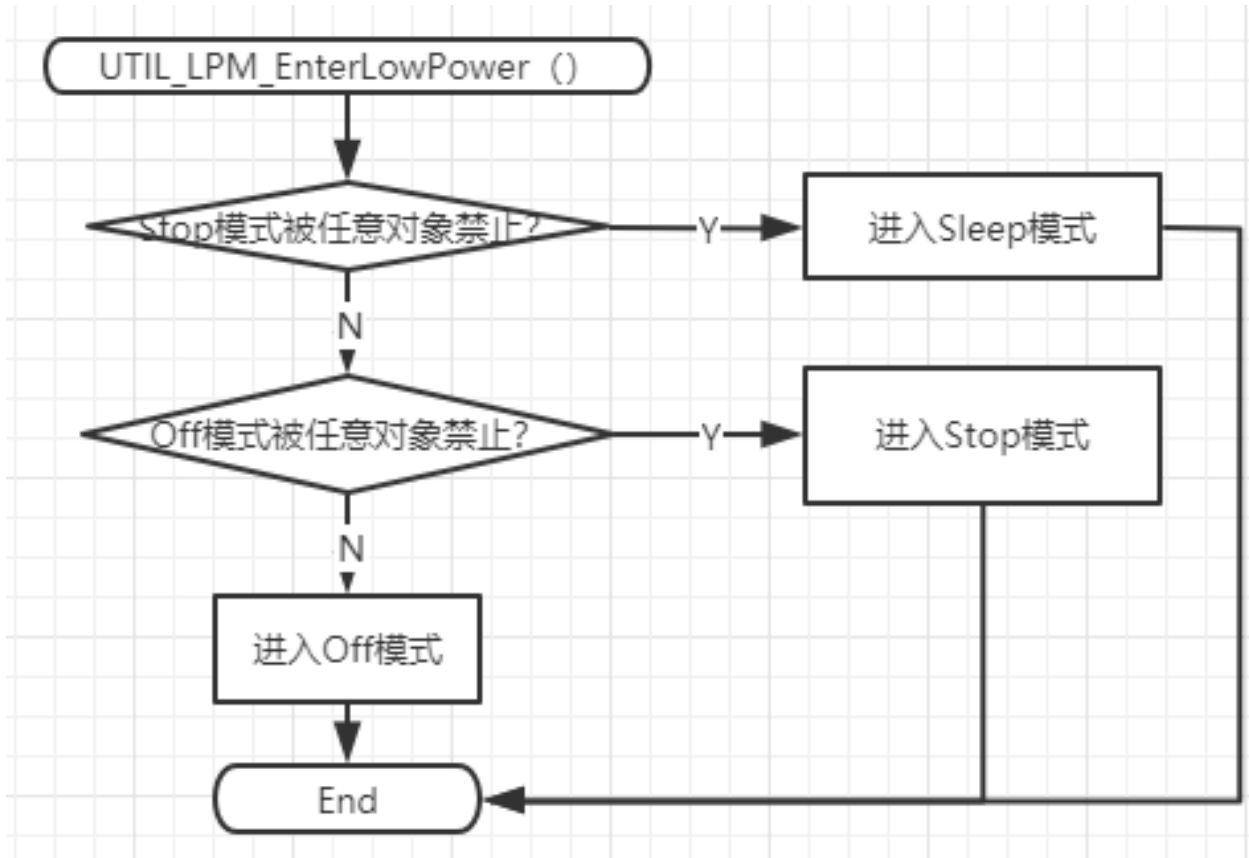 UTIL_LPM_EnterLowPower（）
Stop模式被任意对象禁止?
Y
进入Sleep模式
N
Off模式被任意对象禁止?
Y
进入Stop模式
N
进入Off模式
End